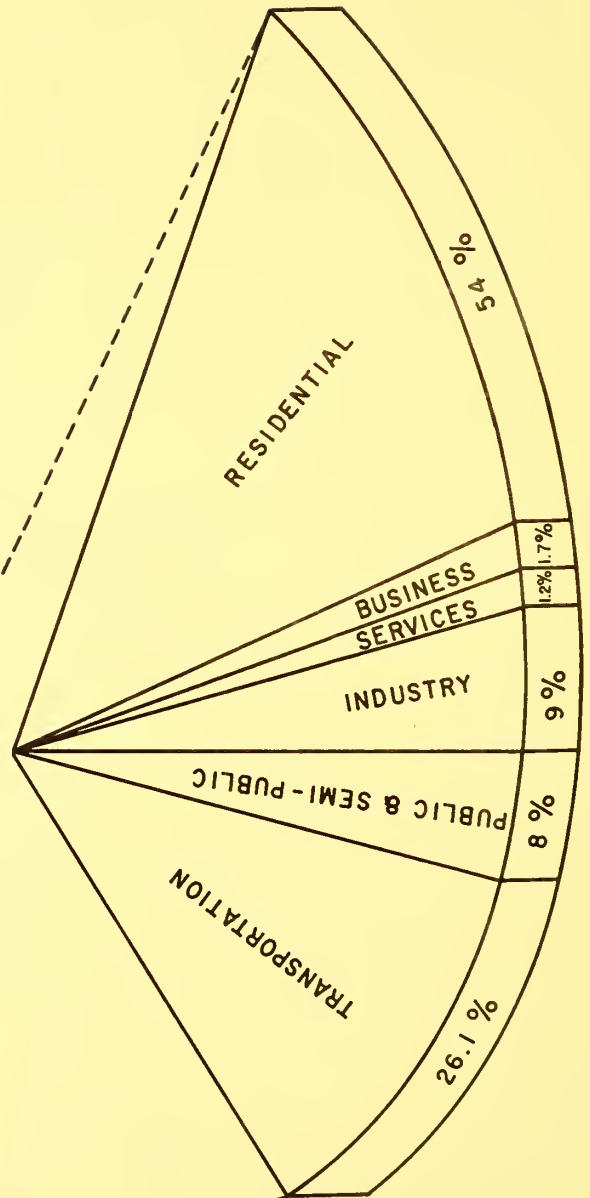 RESIDENTIAL
54 %
BUSINESS
1.7%
SERVICES
1.2%
INDUSTRY
9 %
PUBLIC & SEMI-PUBLIC
8 %
TRANSPORTATION
26.1 %